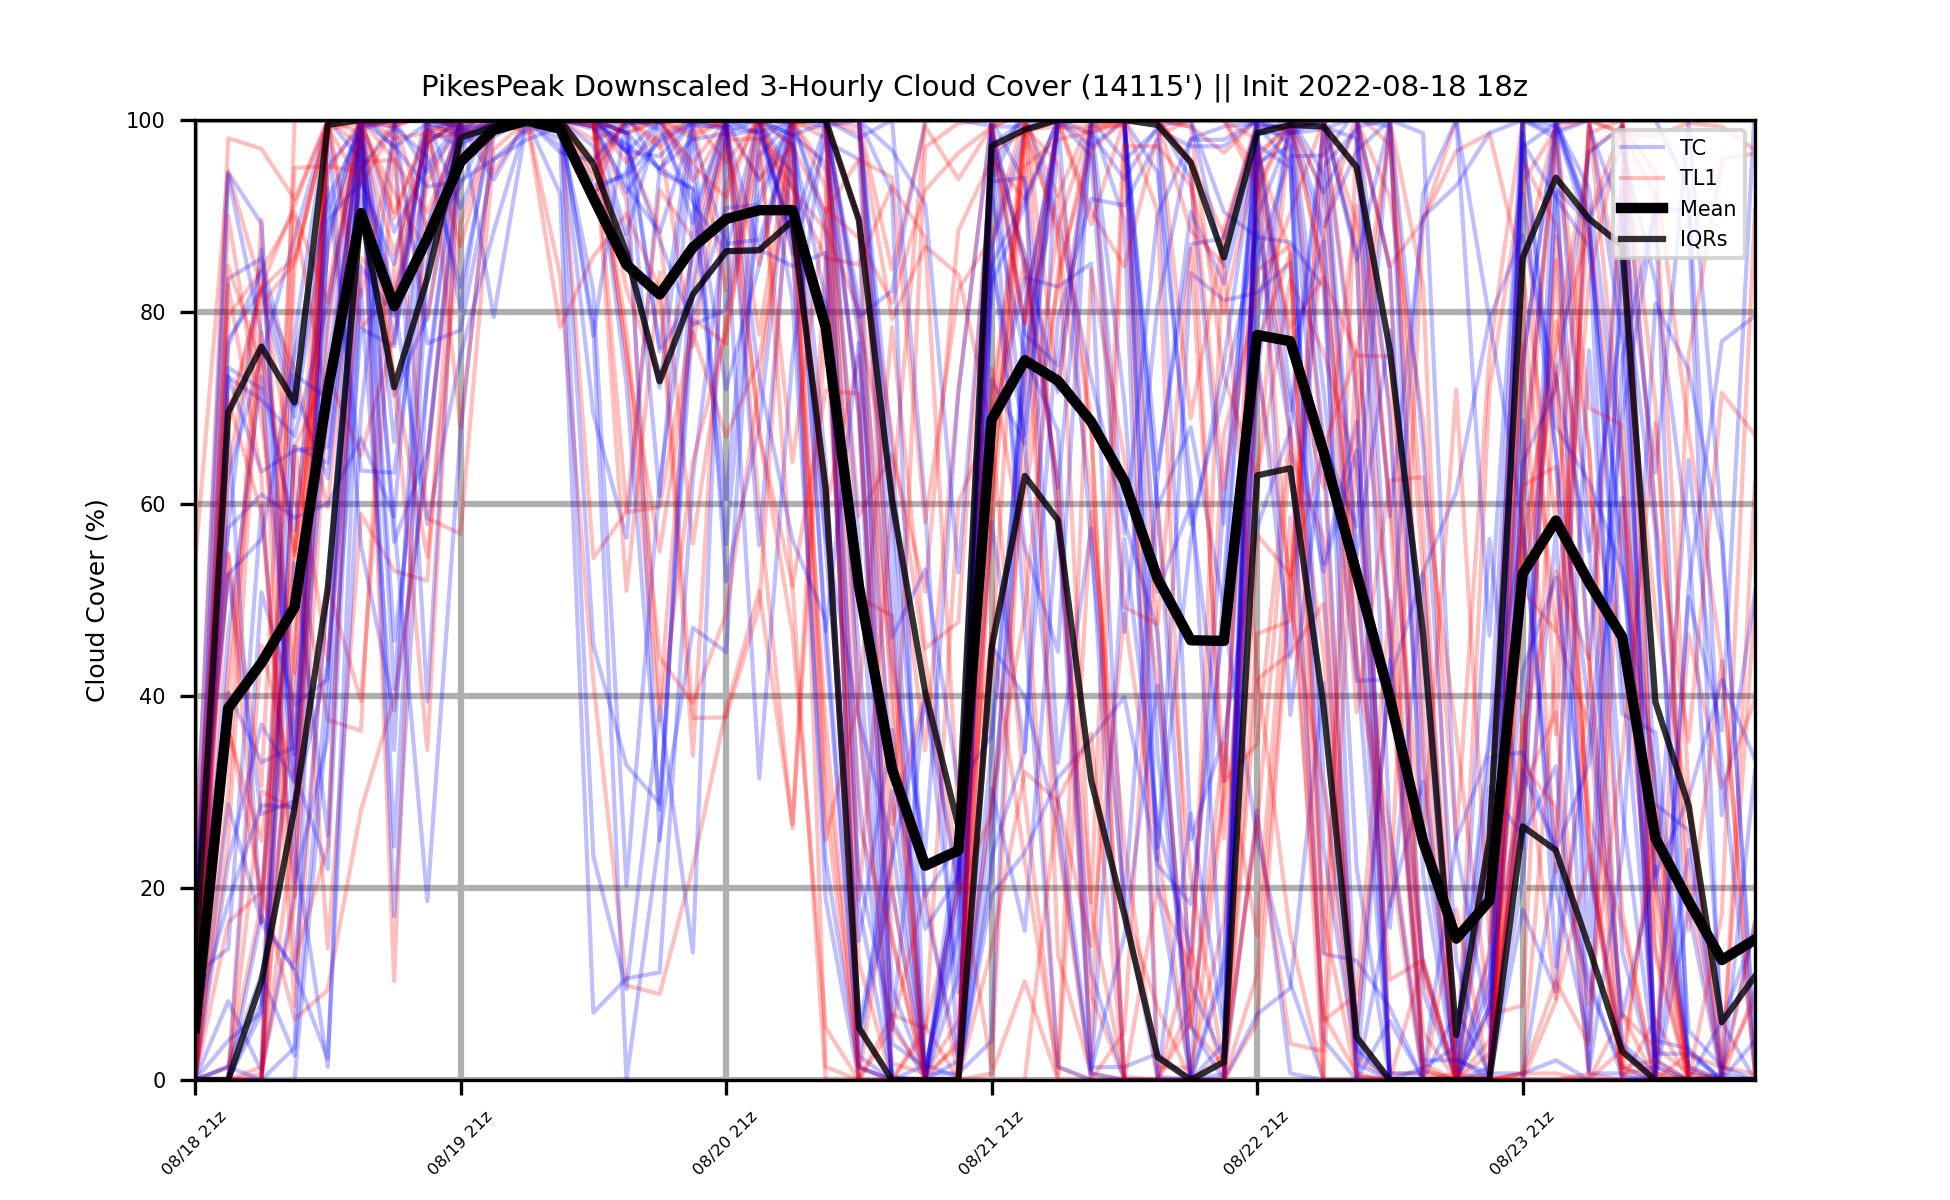 PikesPeak Downscaled 3-Hourly Cloud Cover (14115') || Init 2022-08-18 18z
TC
TL1
Mean
IQRs
Cloud Cover (%)
100
80
60
40
20
0
08/18 21z
08/19 21z
08/20 21z
08/21 21z
08/22 21z
08/23 21z